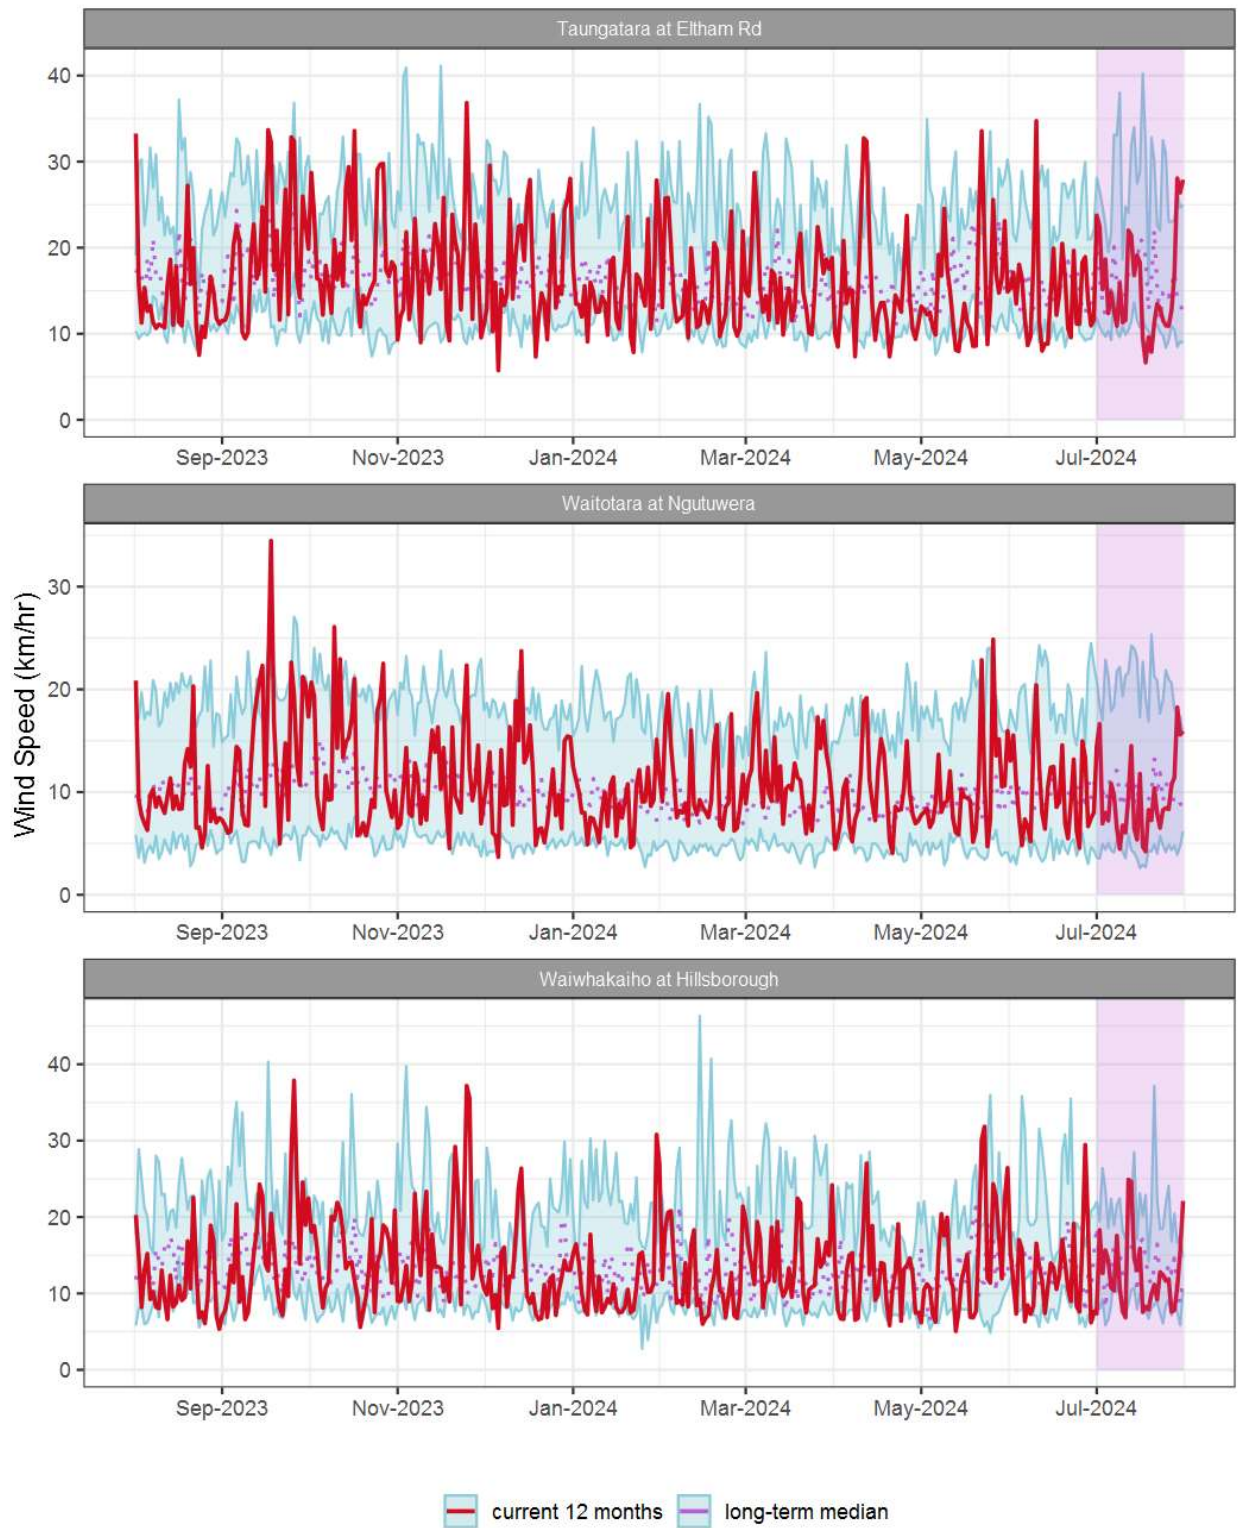 Taungatara at Eltham Rd
40
30
20
10
0
Sep-2023 Nov-2023 Jan-2024 Mar-2024 May-2024 Jul-2024
Waitotara at Ngutuwera
Wind Speed (km/hr)
30
20
10
0
Sep-2023 Nov-2023 Jan-2024 Mar-2024 May-2024 Jul-2024
Waiwhakaiho at Hillsborough
40
30
20
10
0
Sep-2023 Nov-2023 Jan-2024 Mar-2024 May-2024 Jul-2024
current 12 months long-term median